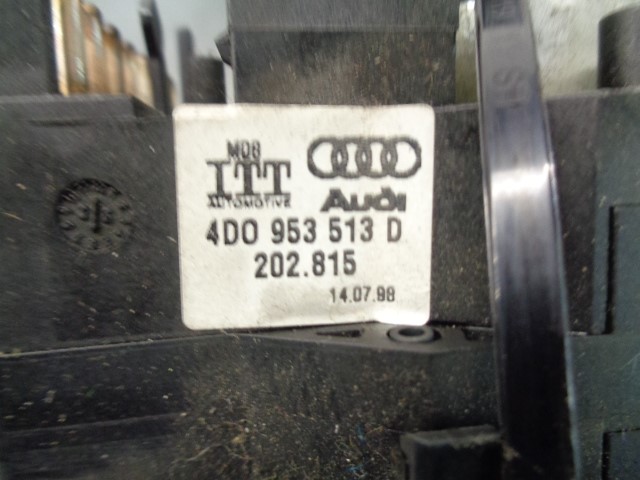 M08
ITT
AUTOMOTIVE
Audi
4D0 953 513 D
202.815
14.07.98